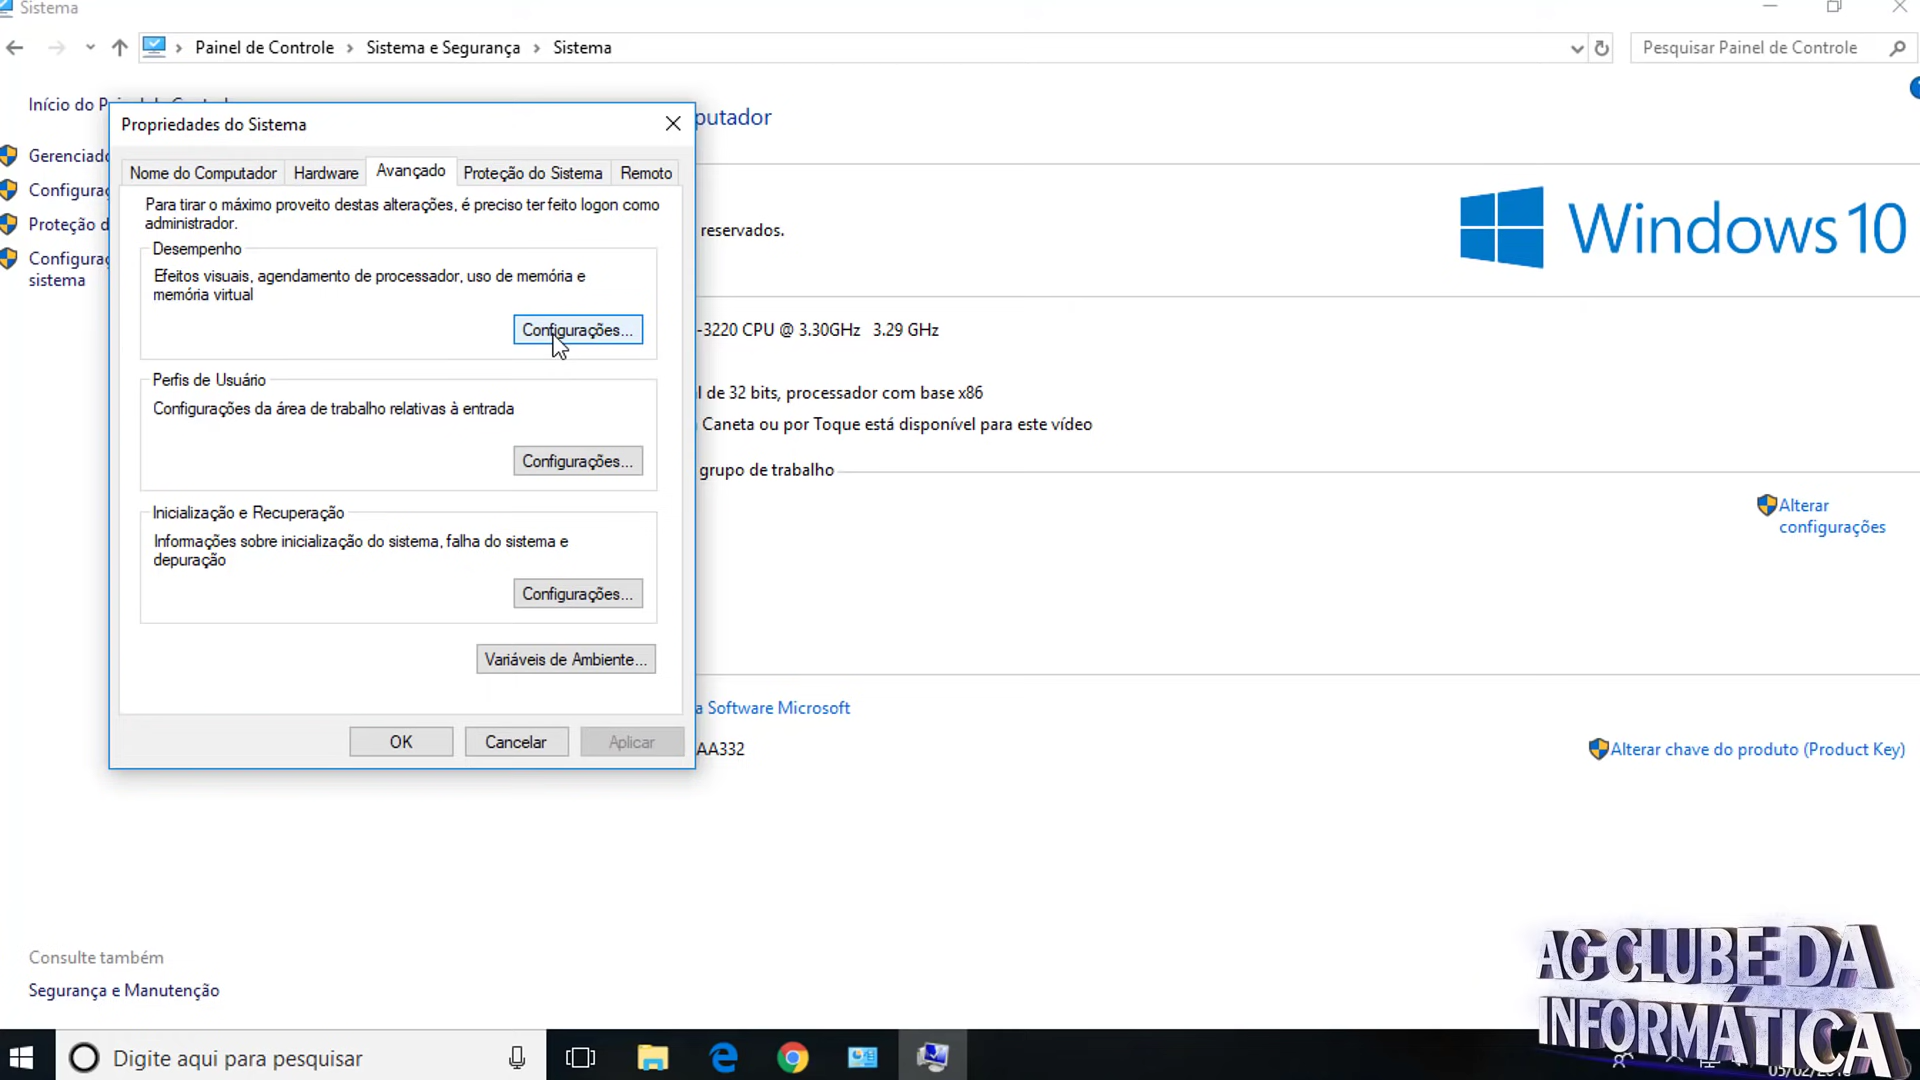 Sistema
Painel de Controle > Sistema e Segurança > Sistema
Pesquisar Painel de Controle
Início do
Propriedades do Sistema
Nome do Computador
Hardware
Avançado
Proteção do Sistema
Remoto
Para tirar o máximo proveito destas alterações, é preciso ter feito logon como
administrador.
Desempenho
Efeitos visuais, agendamento de processador, uso de memória e
memória virtual
Configurações...
Perfis de Usuário
Configurações da área de trabalho relativas à entrada
Configurações...
Inicialização e Recuperação
Informações sobre inicialização do sistema, falha do sistema e
depuração
Configurações...
Variáveis de Ambiente...
OK
Cancelar
Aplicar
Gerenciado
Configuraç
Proteção d
Configuraç
sistema
putador
reservados.
Windows 10
-3220 CPU @ 3.30GHz 3.29 GHz
l de 32 bits, processador com base x86
Caneta ou por Toque está disponível para este vídeo
grupo de trabalho
Alterar
configurações
a Software Microsoft
AA332
Alterar chave do produto (Product Key)
Consulte também
Segurança e Manutenção
AC CLUBE DA
INFORMÁTICA
Digite aqui para pesquisar